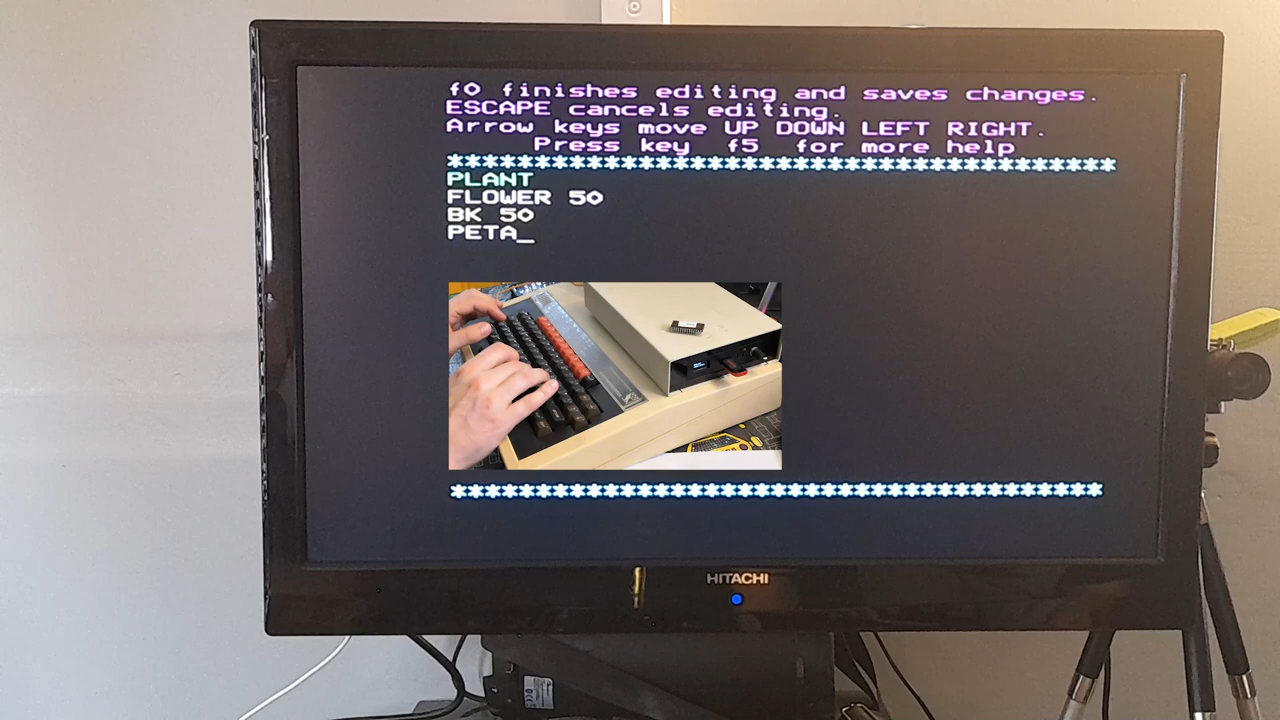 f0 finishes editing and saves changes.
ESCAPE cancels editing.
Arrow keys move UP DOWN LEFT RIGHT.
Press key f5 for more help
***************************************
PLANT
FLOWER 50
BK 50
PETA_
***************************************
HITACHI